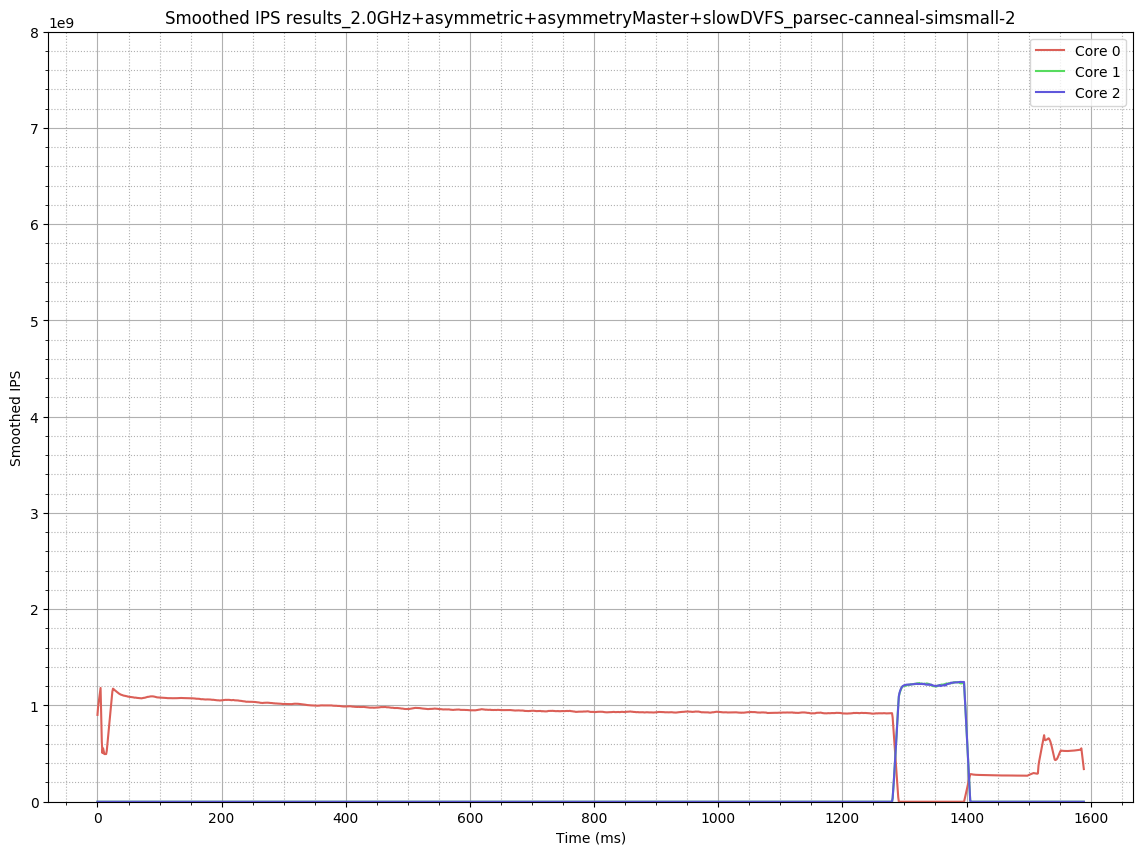 Smoothed IPS results_2.0GHz+asymmetric+asymmetryMaster+slowDVFS_parsec-canneal-simsmall-2
1e9
8
7
6
5
4
3
2
1
0
Smoothed IPS
Core 0
Core 1
Core 2
0 200 400 600 800 1000 1200 1400 1600
Time (ms)